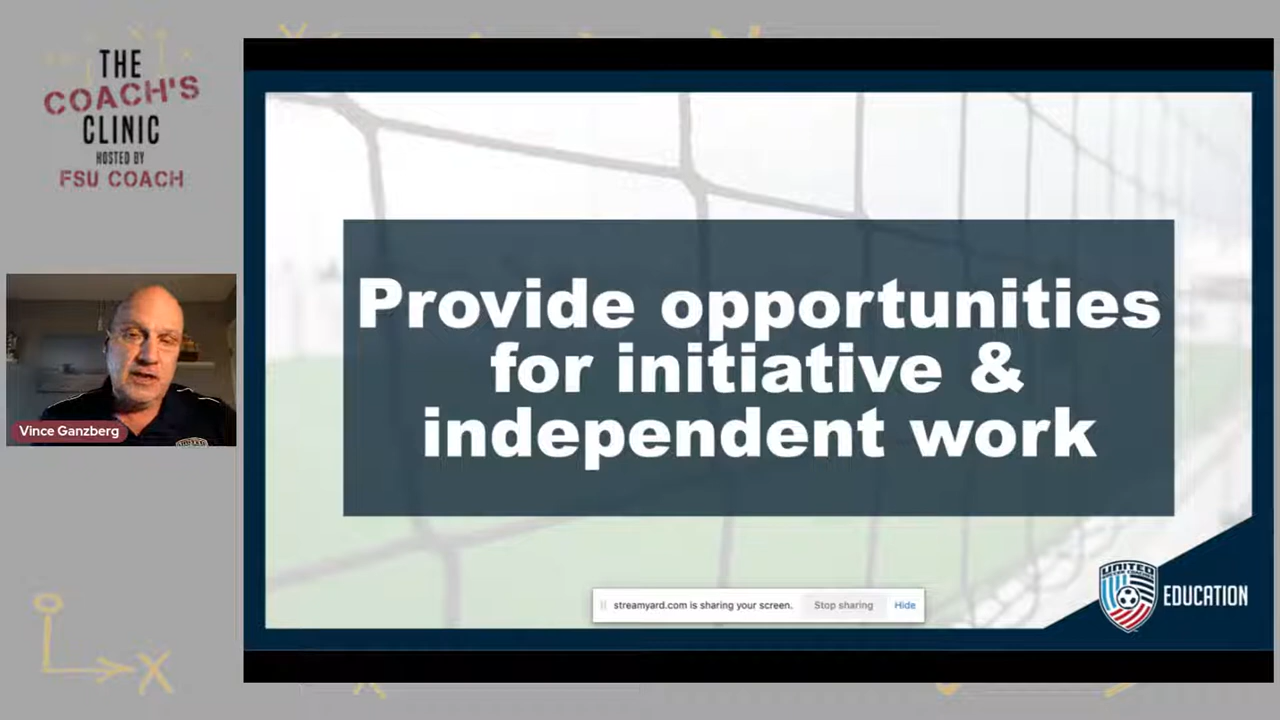 THE
COACH'S
CLINIC
HOSTED BY
FSU COACH
Vince Ganzberg
Provide opportunities
for initiative &
independent work
streamyard.com is sharing your screen. Stop sharing Hide
UNITED
EDUCATION